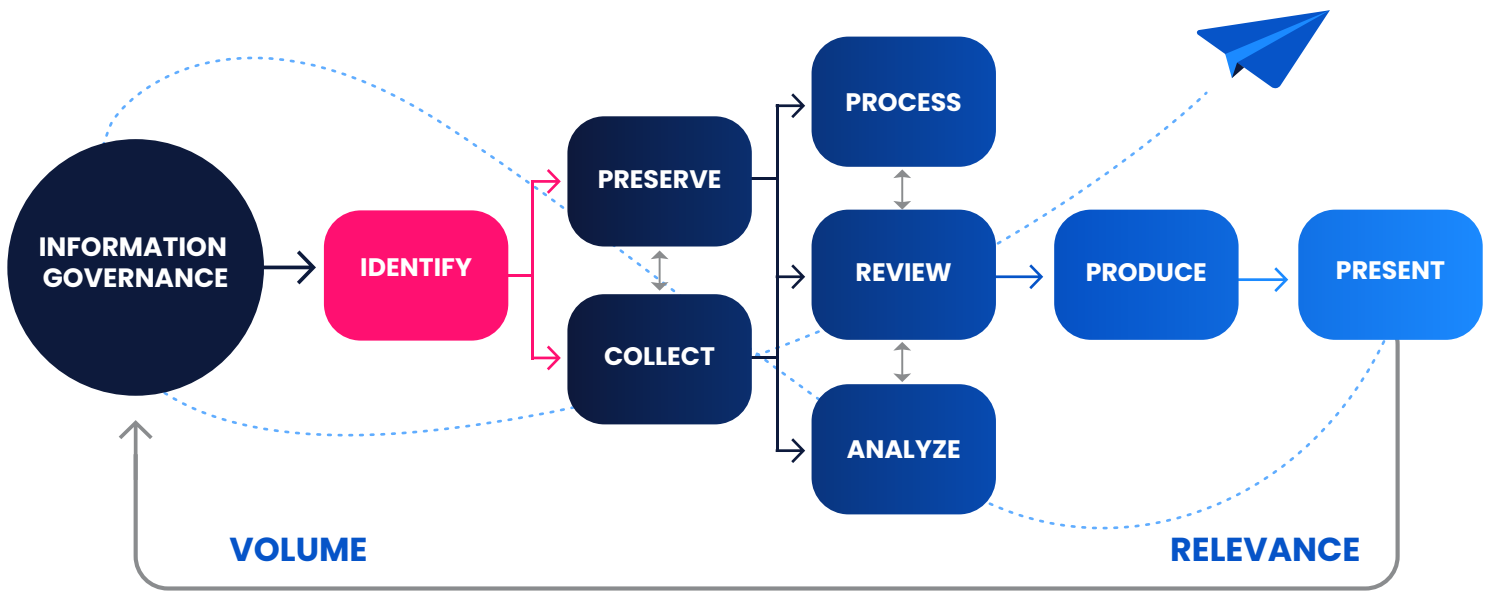 INFORMATION
GOVERNANCE
IDENTIFY
PRESERVE
COLLECT
PROCESS
REVIEW
ANALYZE
PRODUCE
PRESENT
VOLUME
RELEVANCE